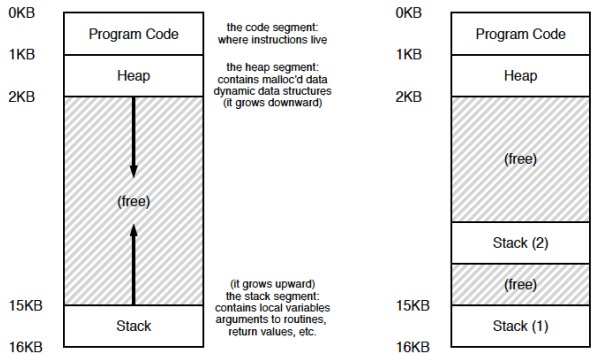 0KB
Program Code
the code segment:
where instructions live
1KB
Heap
the heap segment:
contains malloc'd data
dynamic data structures
(it grows downward)
2KB
(free)
(it grows upward)
the stack segment:
contains local variables
arguments to routines,
return values, etc.
15KB
Stack
16KB
0KB
Program Code
1KB
Heap
2KB
(free)
Stack (2)
(free)
15KB
Stack (1)
16KB